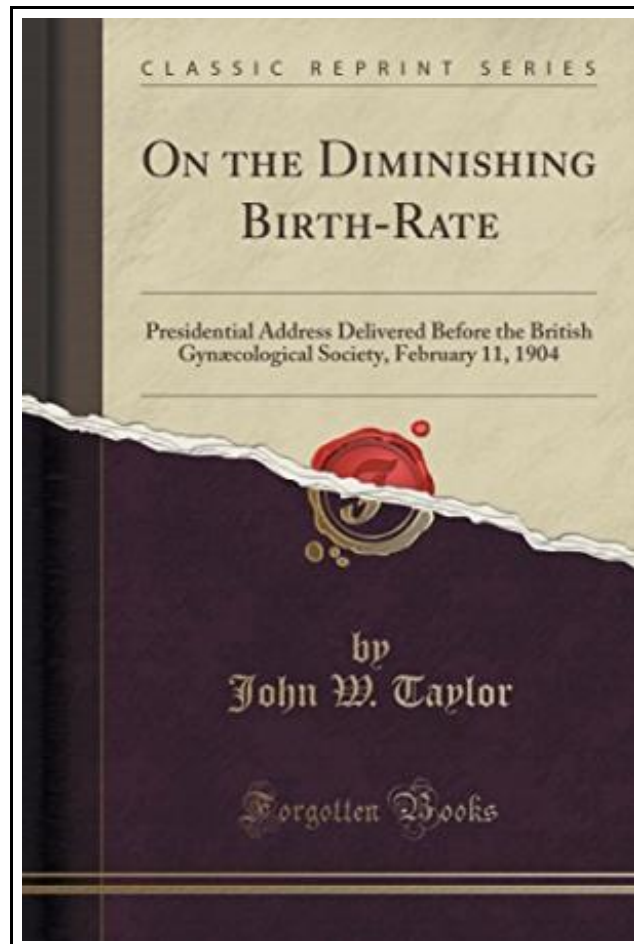 CLASSIC REPRINT SERIES
ON THE DIMINISHING
BIRTH-RATE
Presidential Address Delivered Before the British
Gynæcological Society, February 11, 1904
by
John W. Taylor
Forgotten Books